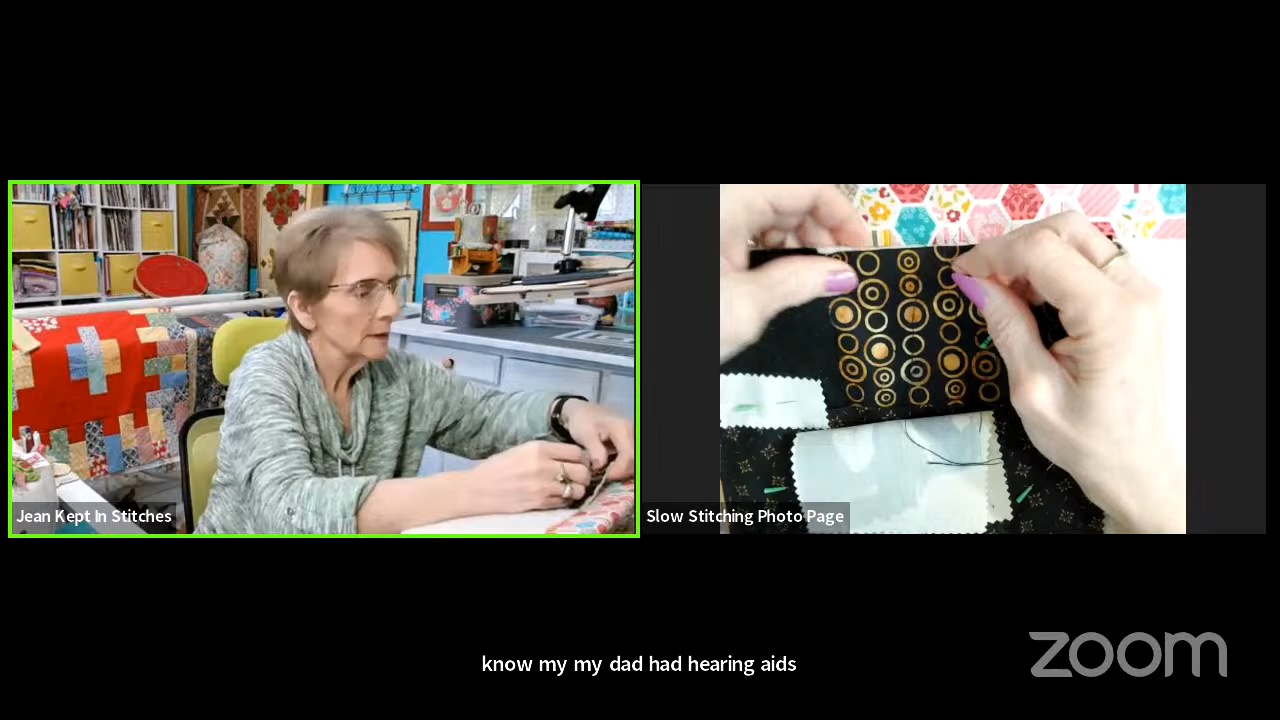 Jean Kept In Stitches
Slow Stitching Photo Page
know my my dad had hearing aids
zoom